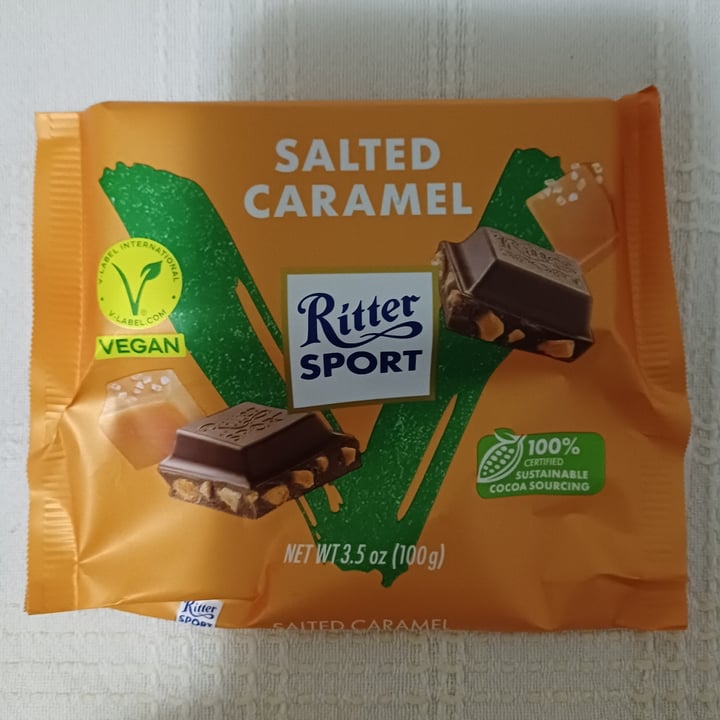 SALTED
CARAMEL
V-LABEL INTERNATIONAL
V-LABEL.COM
VEGAN
Ritter
SPORT
100%
CERTIFIED
SUSTAINABLE
COCOA SOURCING
NET WT 3.5 oz (100g)
Ritter
SPORT
SALTED CARAMEL